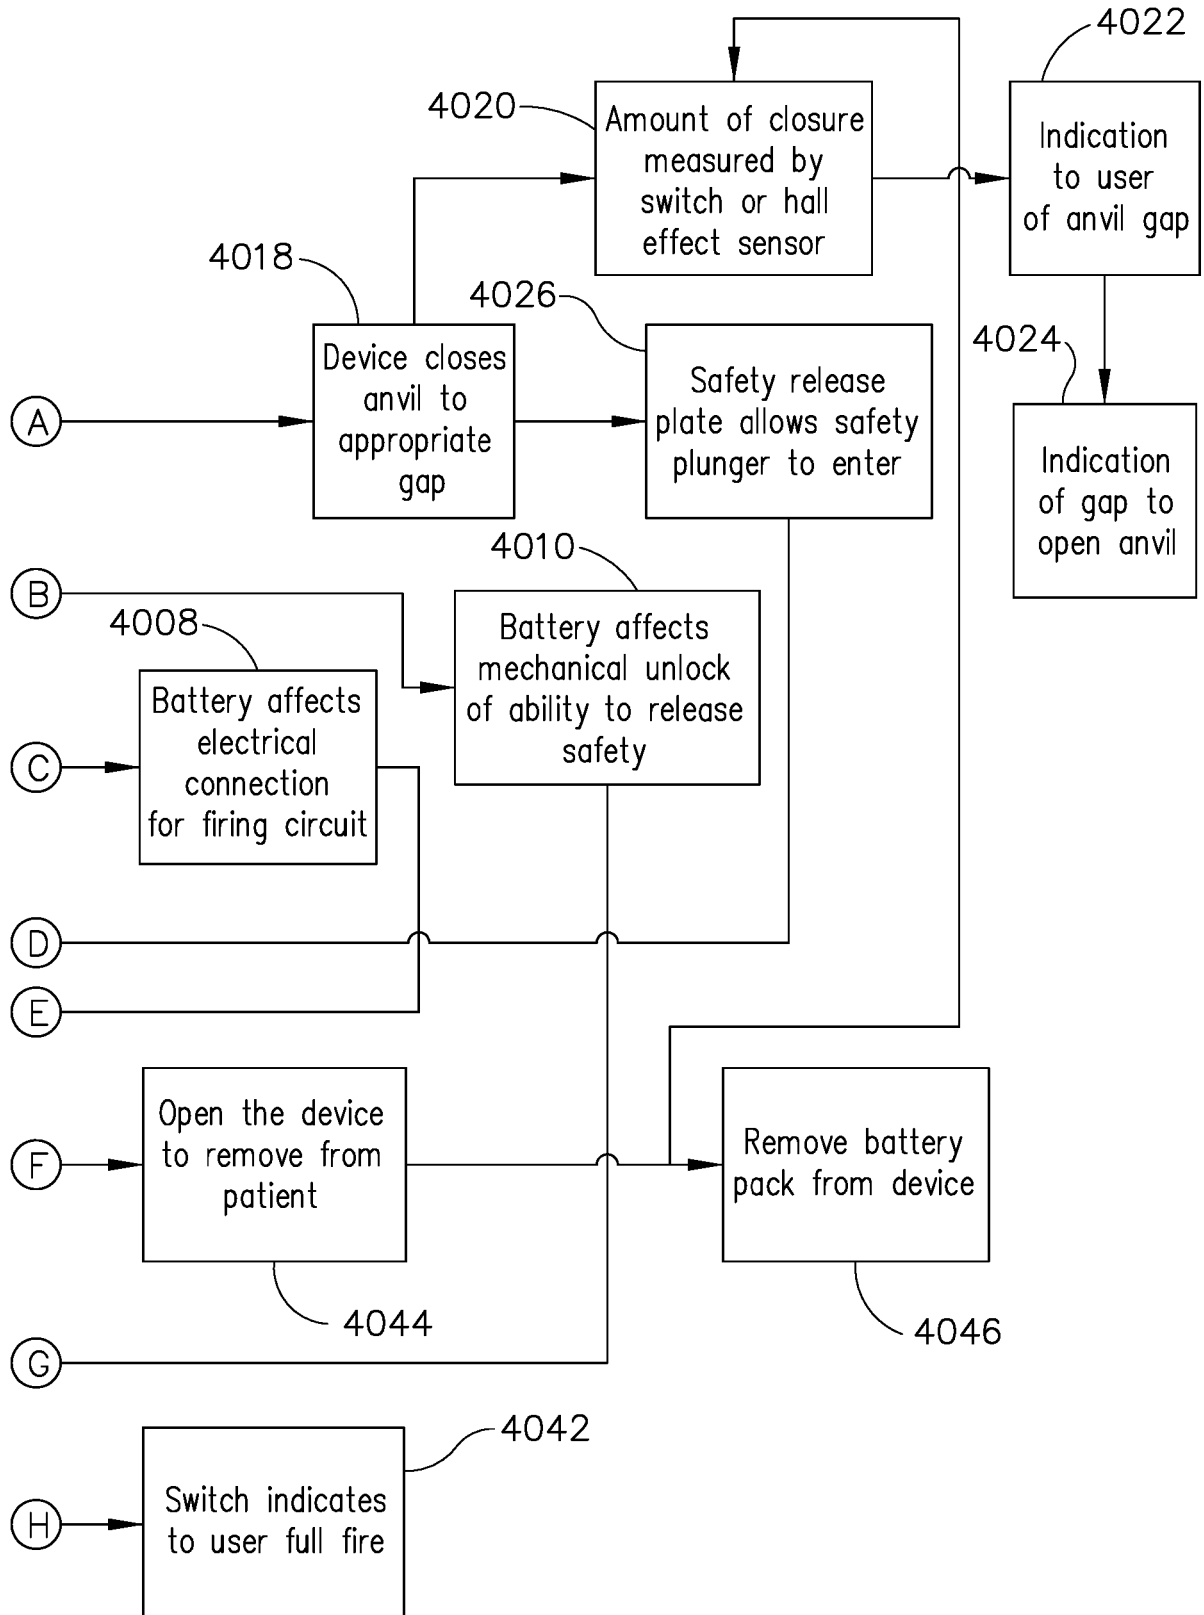 4022
4020
Amount of closure
measured by
switch or hall
effect sensor
Indication
to user
of anvil gap
4018
4026
4024
Device closes
anvil to
appropriate
gap
Safety release
plate allows safety
plunger to enter
A
Indication
of gap to
open anvil
4010
B
4008
Battery affects
mechanical unlock
of ability to release
safety
Battery affects
electrical
connection
for firing circuit
C
D
E
Open the device
to remove from
patient
F
Remove battery
pack from device
4044
4046
G
4042
H
Switch indicates
to user full fire